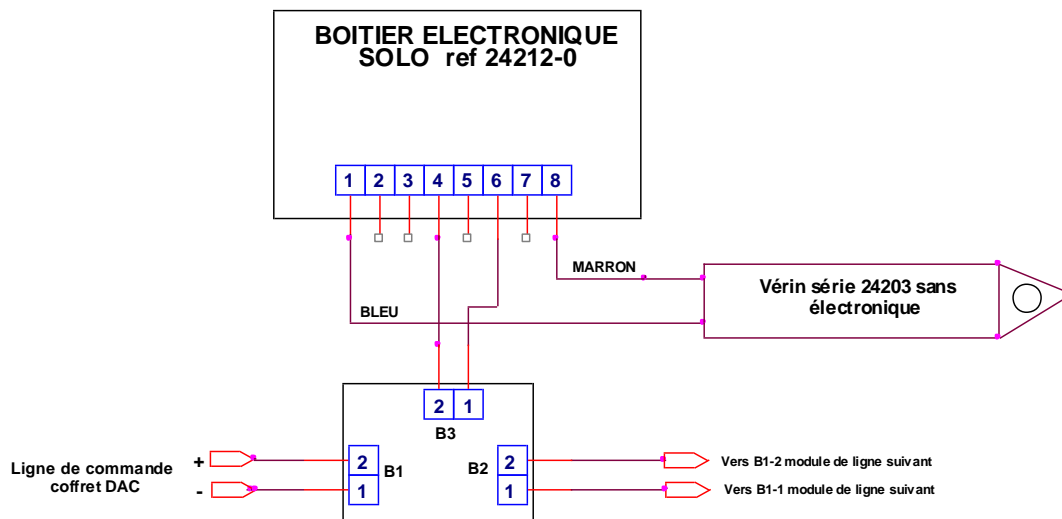 BOITIER ELECTRONIQUE
SOLO ref 24212-0
1 2 3 4 5 6 7 8
MARRON
Vérin série 24203 sans
électronique
BLEU
2 1
B3
Ligne de commande
coffret DAC
+
-
2
1
B1
B2
2
1
Vers B1-2 module de ligne suivant
Vers B1-1 module de ligne suivant